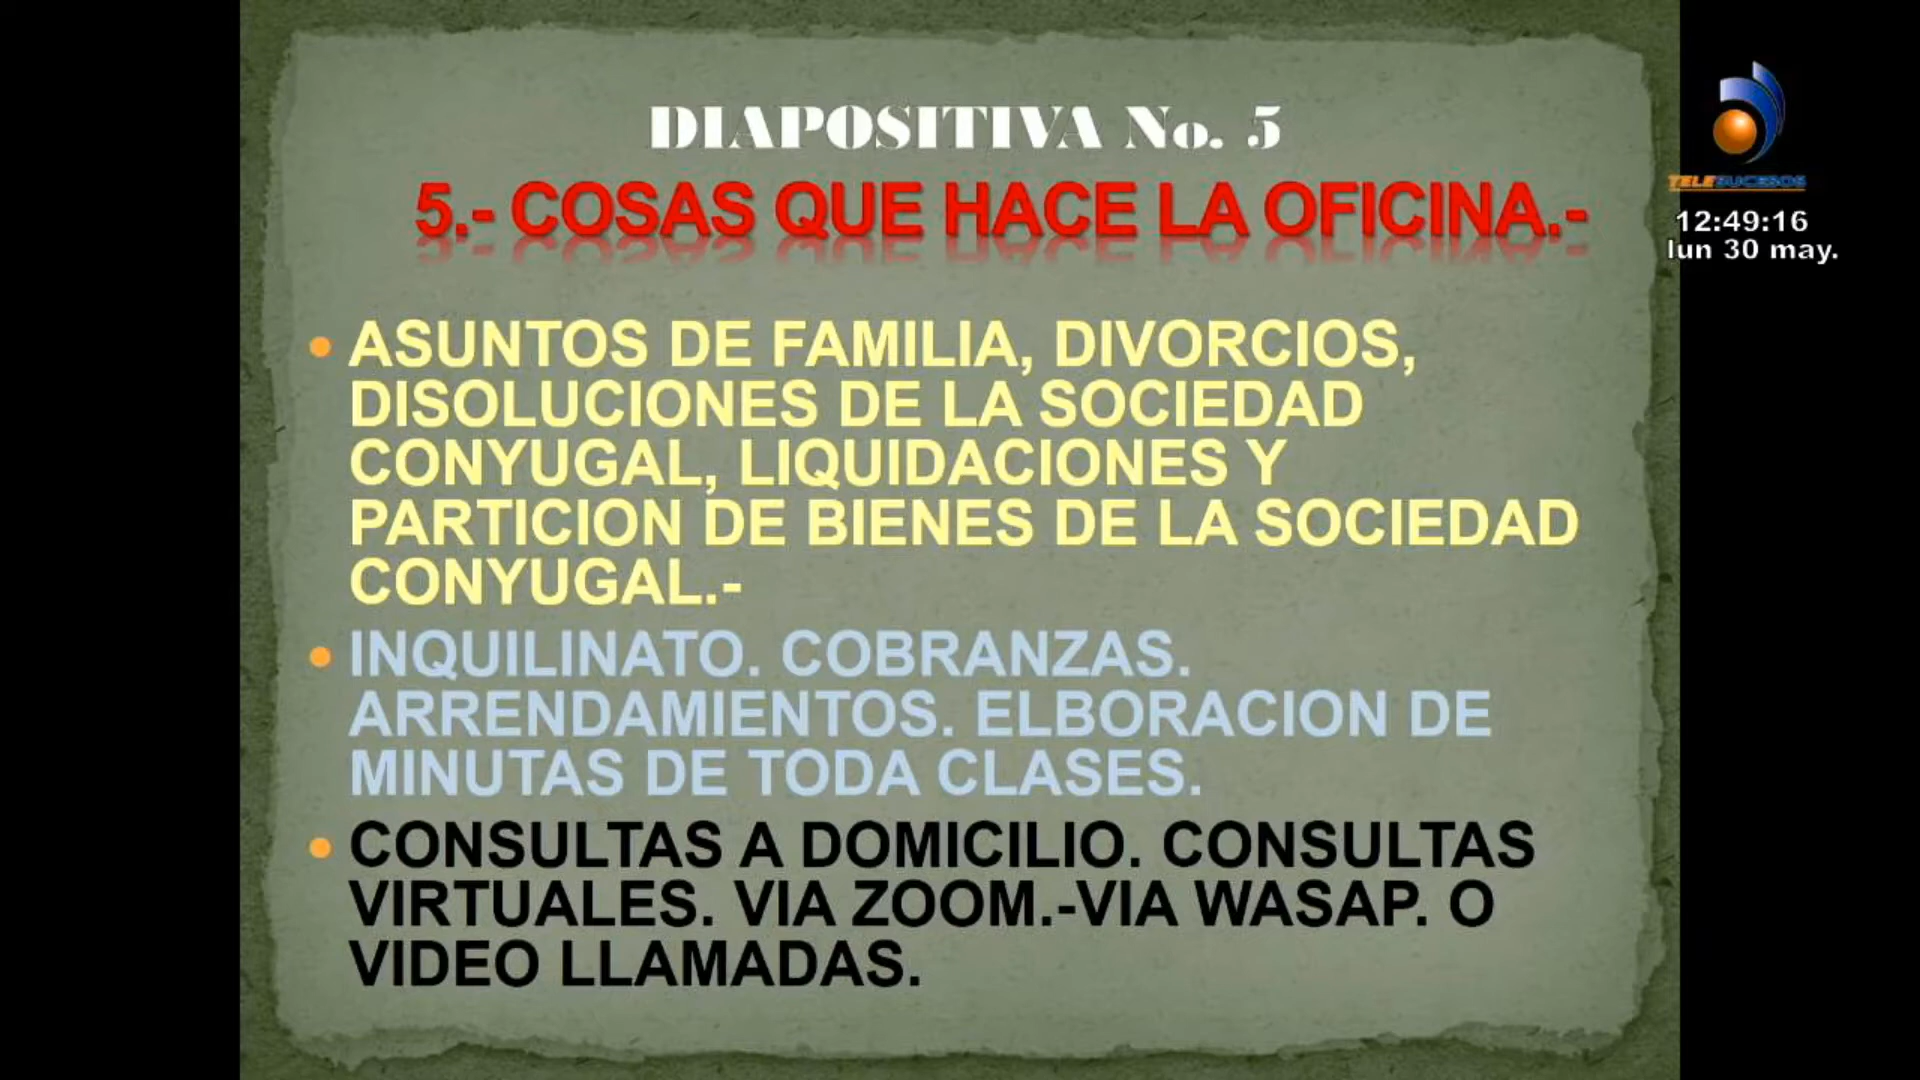 DIAPOSITIVA No. 5
5.- COSAS QUE HACE LA OFICINA.-
TELESUCESOS
12:49:16
lun 30 may.
• ASUNTOS DE FAMILIA, DIVORCIOS,
DISOLUCIONES DE LA SOCIEDAD
CONYUGAL, LIQUIDACIONES Y
PARTICION DE BIENES DE LA SOCIEDAD
CONYUGAL.-
• INQUILINATO. COBRANZAS.
ARRENDAMIENTOS. ELBORACION DE
MINUTAS DE TODA CLASES.
• CONSULTAS A DOMICILIO. CONSULTAS
VIRTUALES. VIA ZOOM.-VIA WASAP. O
VIDEO LLAMADAS.